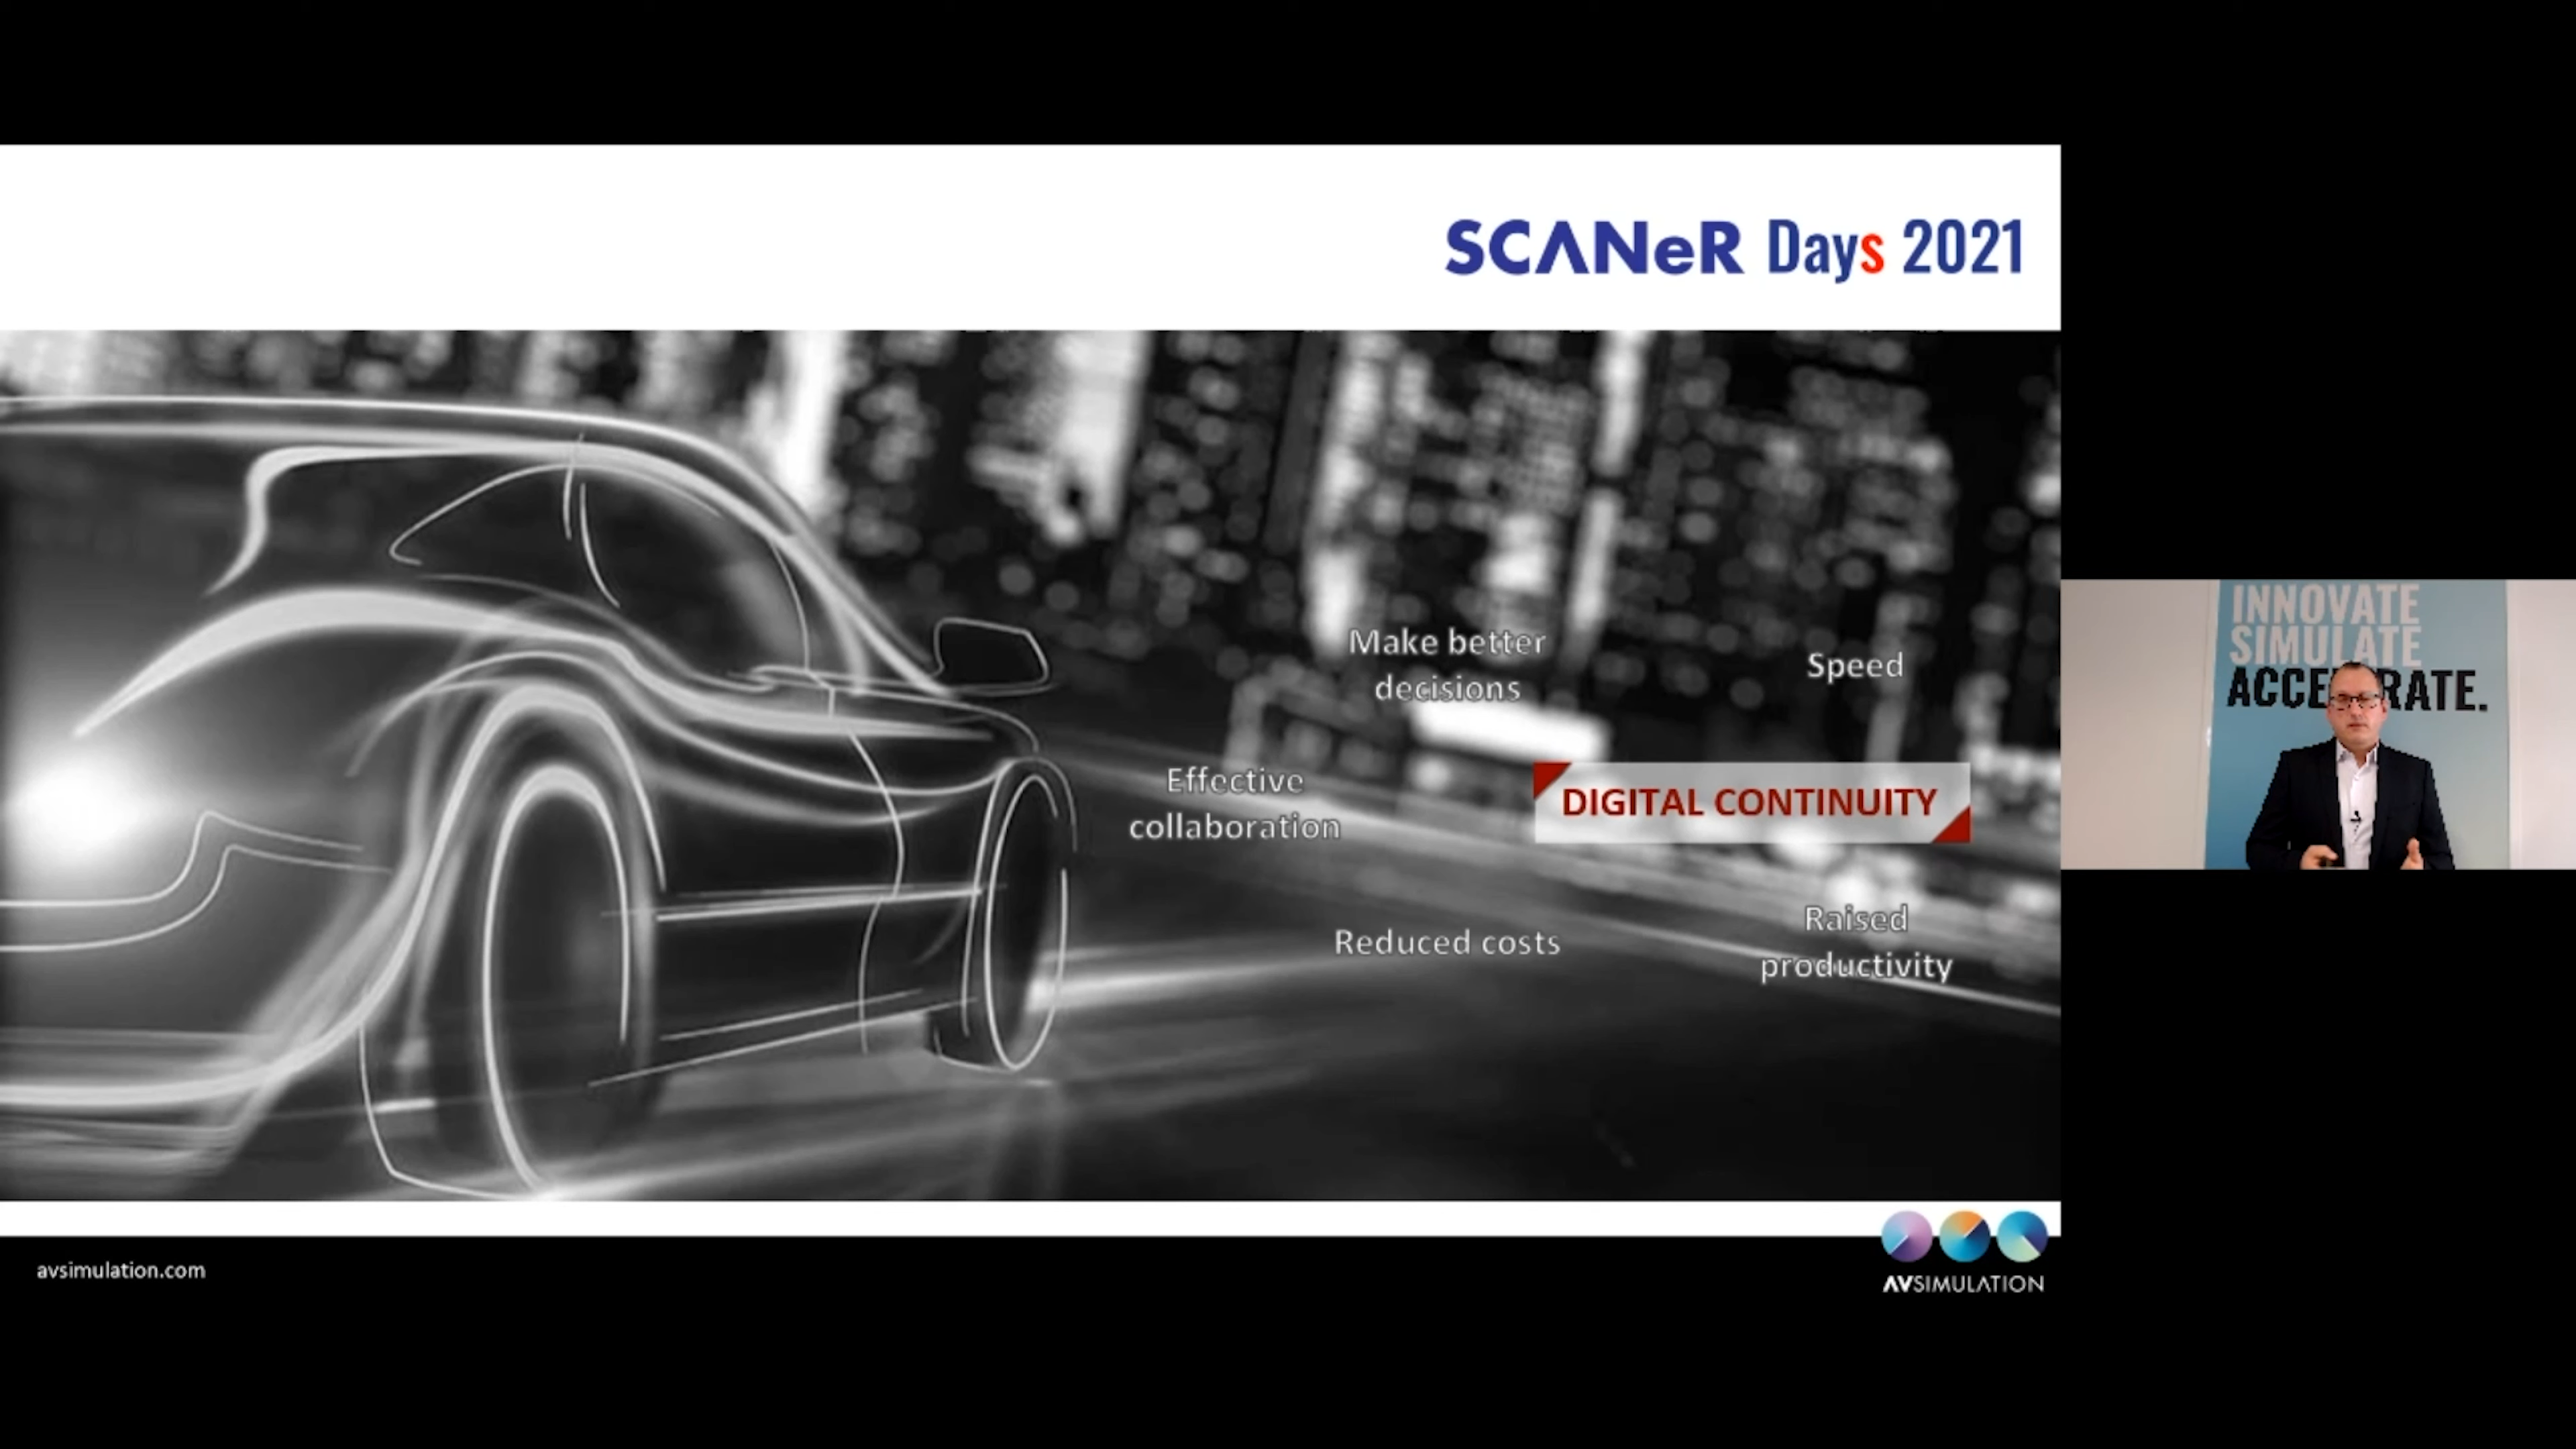 SCANeR Days 2021
Make better
decisions
Speed
Effective
collaboration
DIGITAL CONTINUITY
Reduced costs
Raised
productivity
INNOVATE
SIMULATE
ACCE RATE.
avsimulation.com
AVSIMULATION